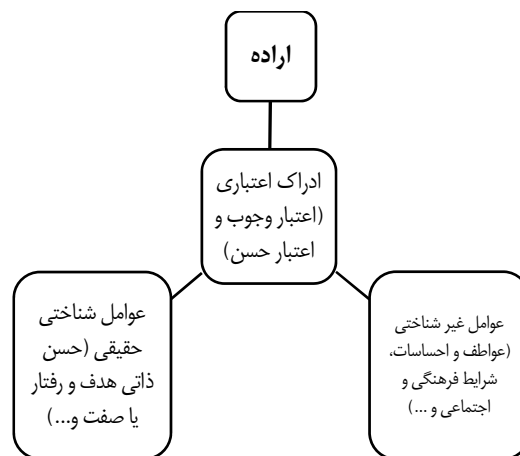 اراده
ادراک اعتباری
(اعتبار وجوب و
اعتبار حسن)
عوامل غیر شناختی
(عواطف و احساسات،
شرایط فرهنگی و
اجتماعی و ...)
عوامل شناختی
حقیقی (حسن
ذاتی هدف و رفتار
یا صفت و...)